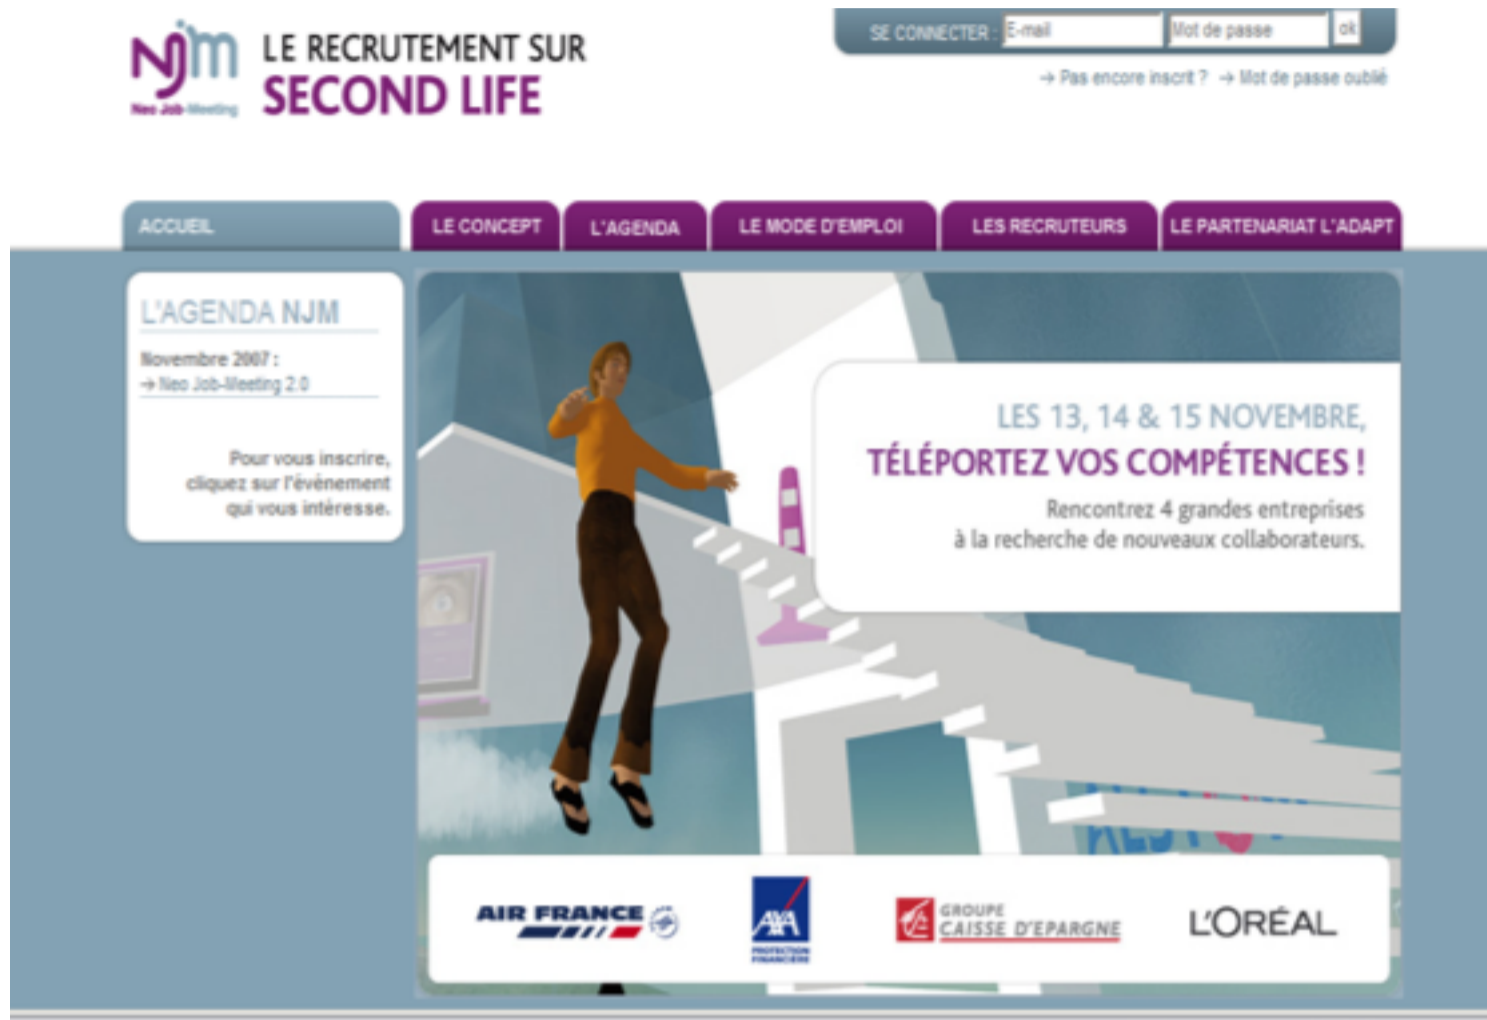 NJM
Neo Job-Meeting
LE RECRUTEMENT SUR
SECOND LIFE
SE CONNECTER : E-mail Mot de passe ok
→ Pas encore inscrit ? → Mot de passe oublié
ACCUEIL LE CONCEPT L'AGENDA LE MODE D'EMPLOI LES RECRUTEURS LE PARTENARIAT L'ADAPT
L'AGENDA NJM
Novembre 2007 :
→ Neo Job-Meeting 2.0
Pour vous inscrire,
cliquez sur l'évènement
qui vous intèresse.
LES 13, 14 & 15 NOVEMBRE,
TÉLÉPORTEZ VOS COMPÉTENCES !
Rencontrez 4 grandes entreprises
à la recherche de nouveaux collaborateurs.
AIR FRANCE
AXA
PROTECTION
FINANCIÈRE
GROUPE
CAISSE D'EPARGNE
L'ORÉAL